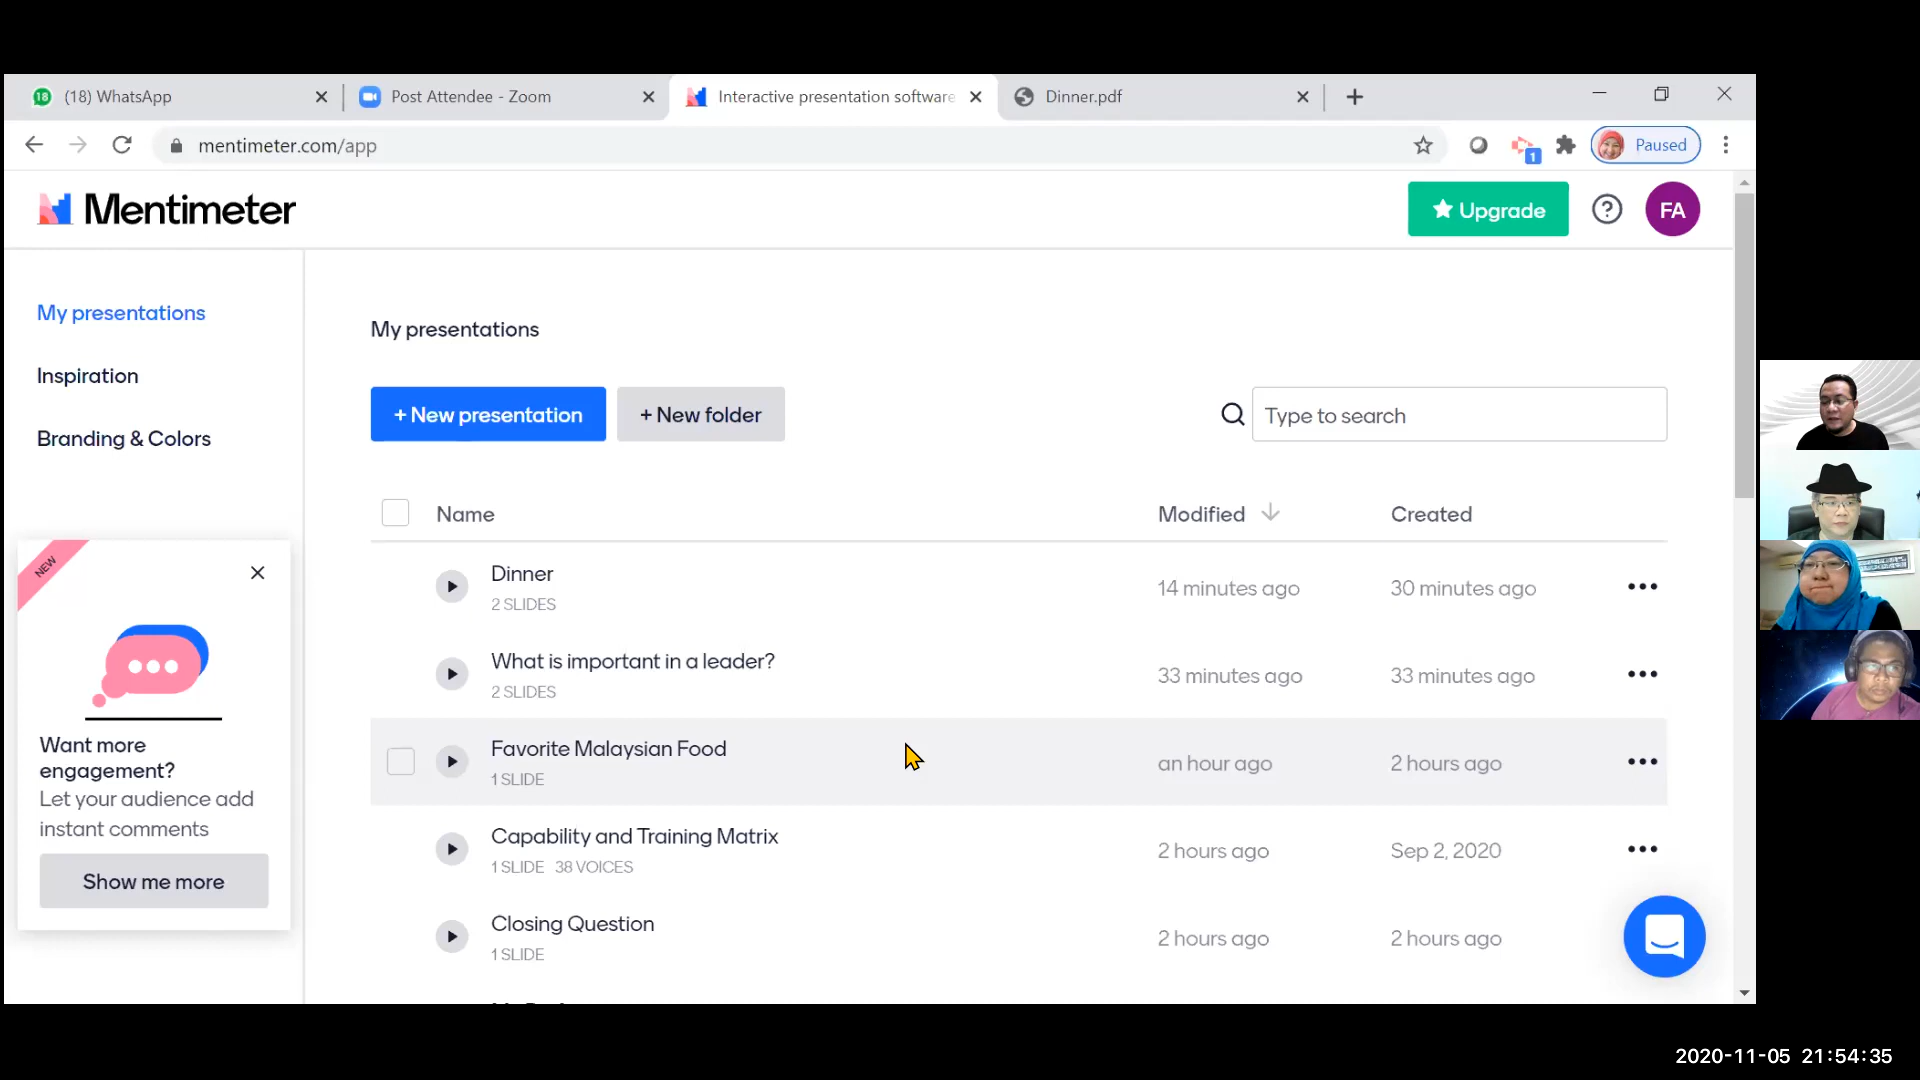 18 (18) WhatsApp
Post Attendee - Zoom
Interactive presentation software
Dinner.pdf
mentimeter.com/app
1
Paused
Mentimeter
Upgrade
FA
My presentations
Inspiration
Branding & Colors
My presentations
+ New presentation
+ New folder
Type to search
Name
Modified
Created
Dinner
2 SLIDES
14 minutes ago
30 minutes ago
What is important in a leader?
2 SLIDES
33 minutes ago
33 minutes ago
Favorite Malaysian Food
1 SLIDE
an hour ago
2 hours ago
Capability and Training Matrix
1 SLIDE 38 VOICES
2 hours ago
Sep 2, 2020
Closing Question
1 SLIDE
2 hours ago
2 hours ago
NEW
Want more
engagement?
Let your audience add
instant comments
Show me more
2020-11-05 21:54:35